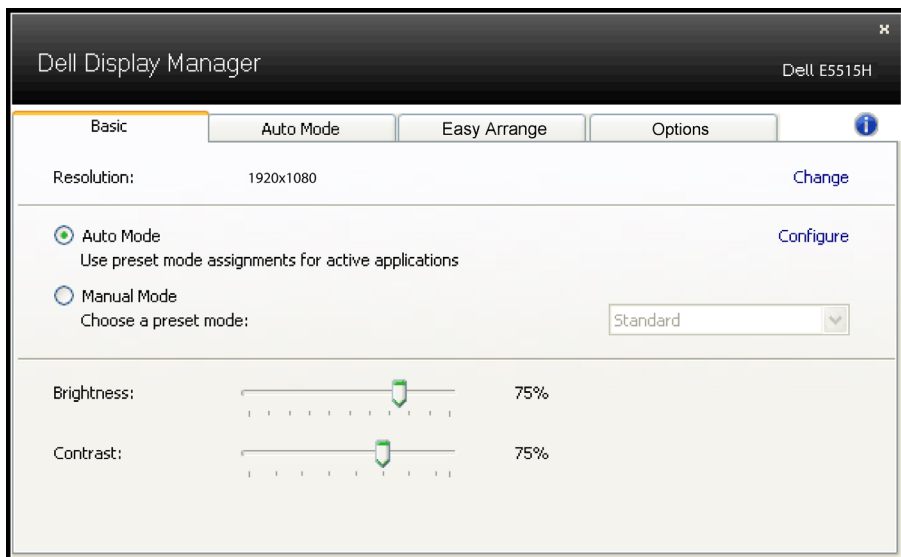 Dell Display Manager
Dell E5515H
Basic
Auto Mode
Easy Arrange
Options
Resolution:
1920x1080
Change
Auto Mode
Configure
Use preset mode assignments for active applications
Manual Mode
Choose a preset mode:
Standard
Brightness:
75%
Contrast:
75%